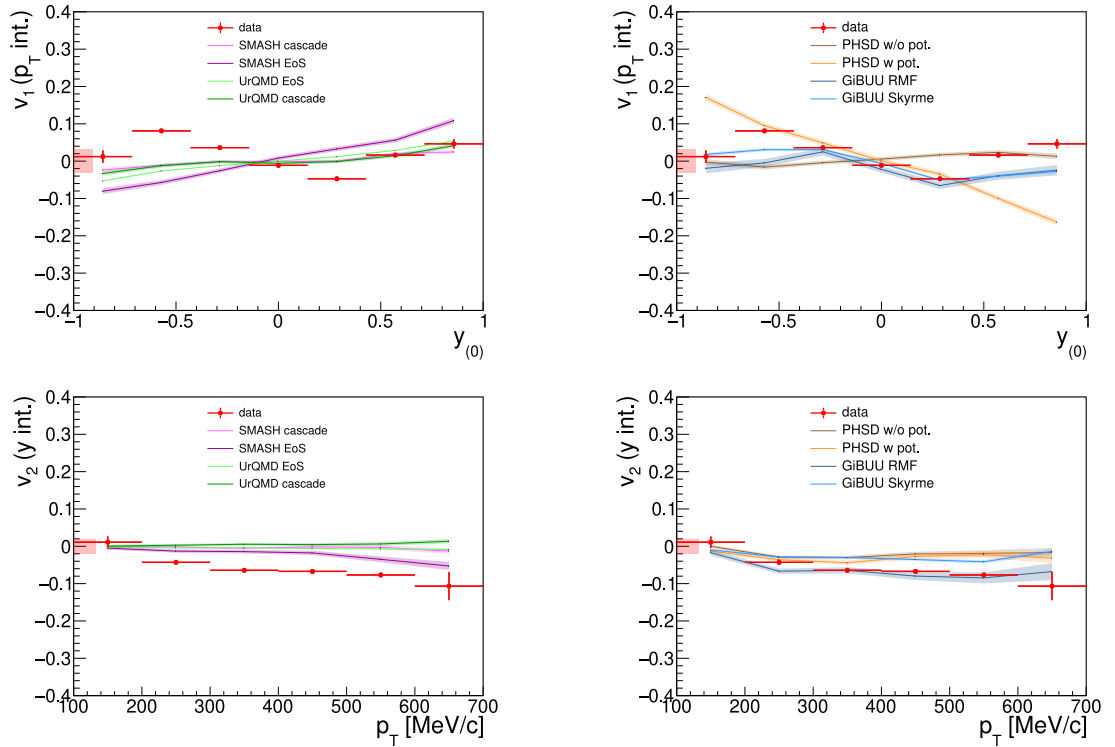 v1 (pT int.)
0.4
0.3
0.2
0.1
0
−0.1
−0.2
−0.3
−0.4
data
SMASH cascade
SMASH EoS
UrQMD EoS
UrQMD cascade
−1
−0.5
0
0.5
1
y(0)
v1 (pT int.)
0.4
0.3
0.2
0.1
0
−0.1
−0.2
−0.3
−0.4
data
PHSD w/o pot.
PHSD w pot.
GiBUU RMF
GiBUU Skyrme
−1
−0.5
0
0.5
1
y(0)
v2 (y int.)
0.4
0.3
0.2
0.1
0
−0.1
−0.2
−0.3
−0.4
data
SMASH cascade
SMASH EoS
UrQMD EoS
UrQMD cascade
100 200 300 400 500 600 700
pT [MeV/c]
v2 (y int.)
0.4
0.3
0.2
0.1
0
−0.1
−0.2
−0.3
−0.4
data
PHSD w/o pot.
PHSD w pot.
GiBUU RMF
GiBUU Skyrme
100 200 300 400 500 600 700
pT [MeV/c]